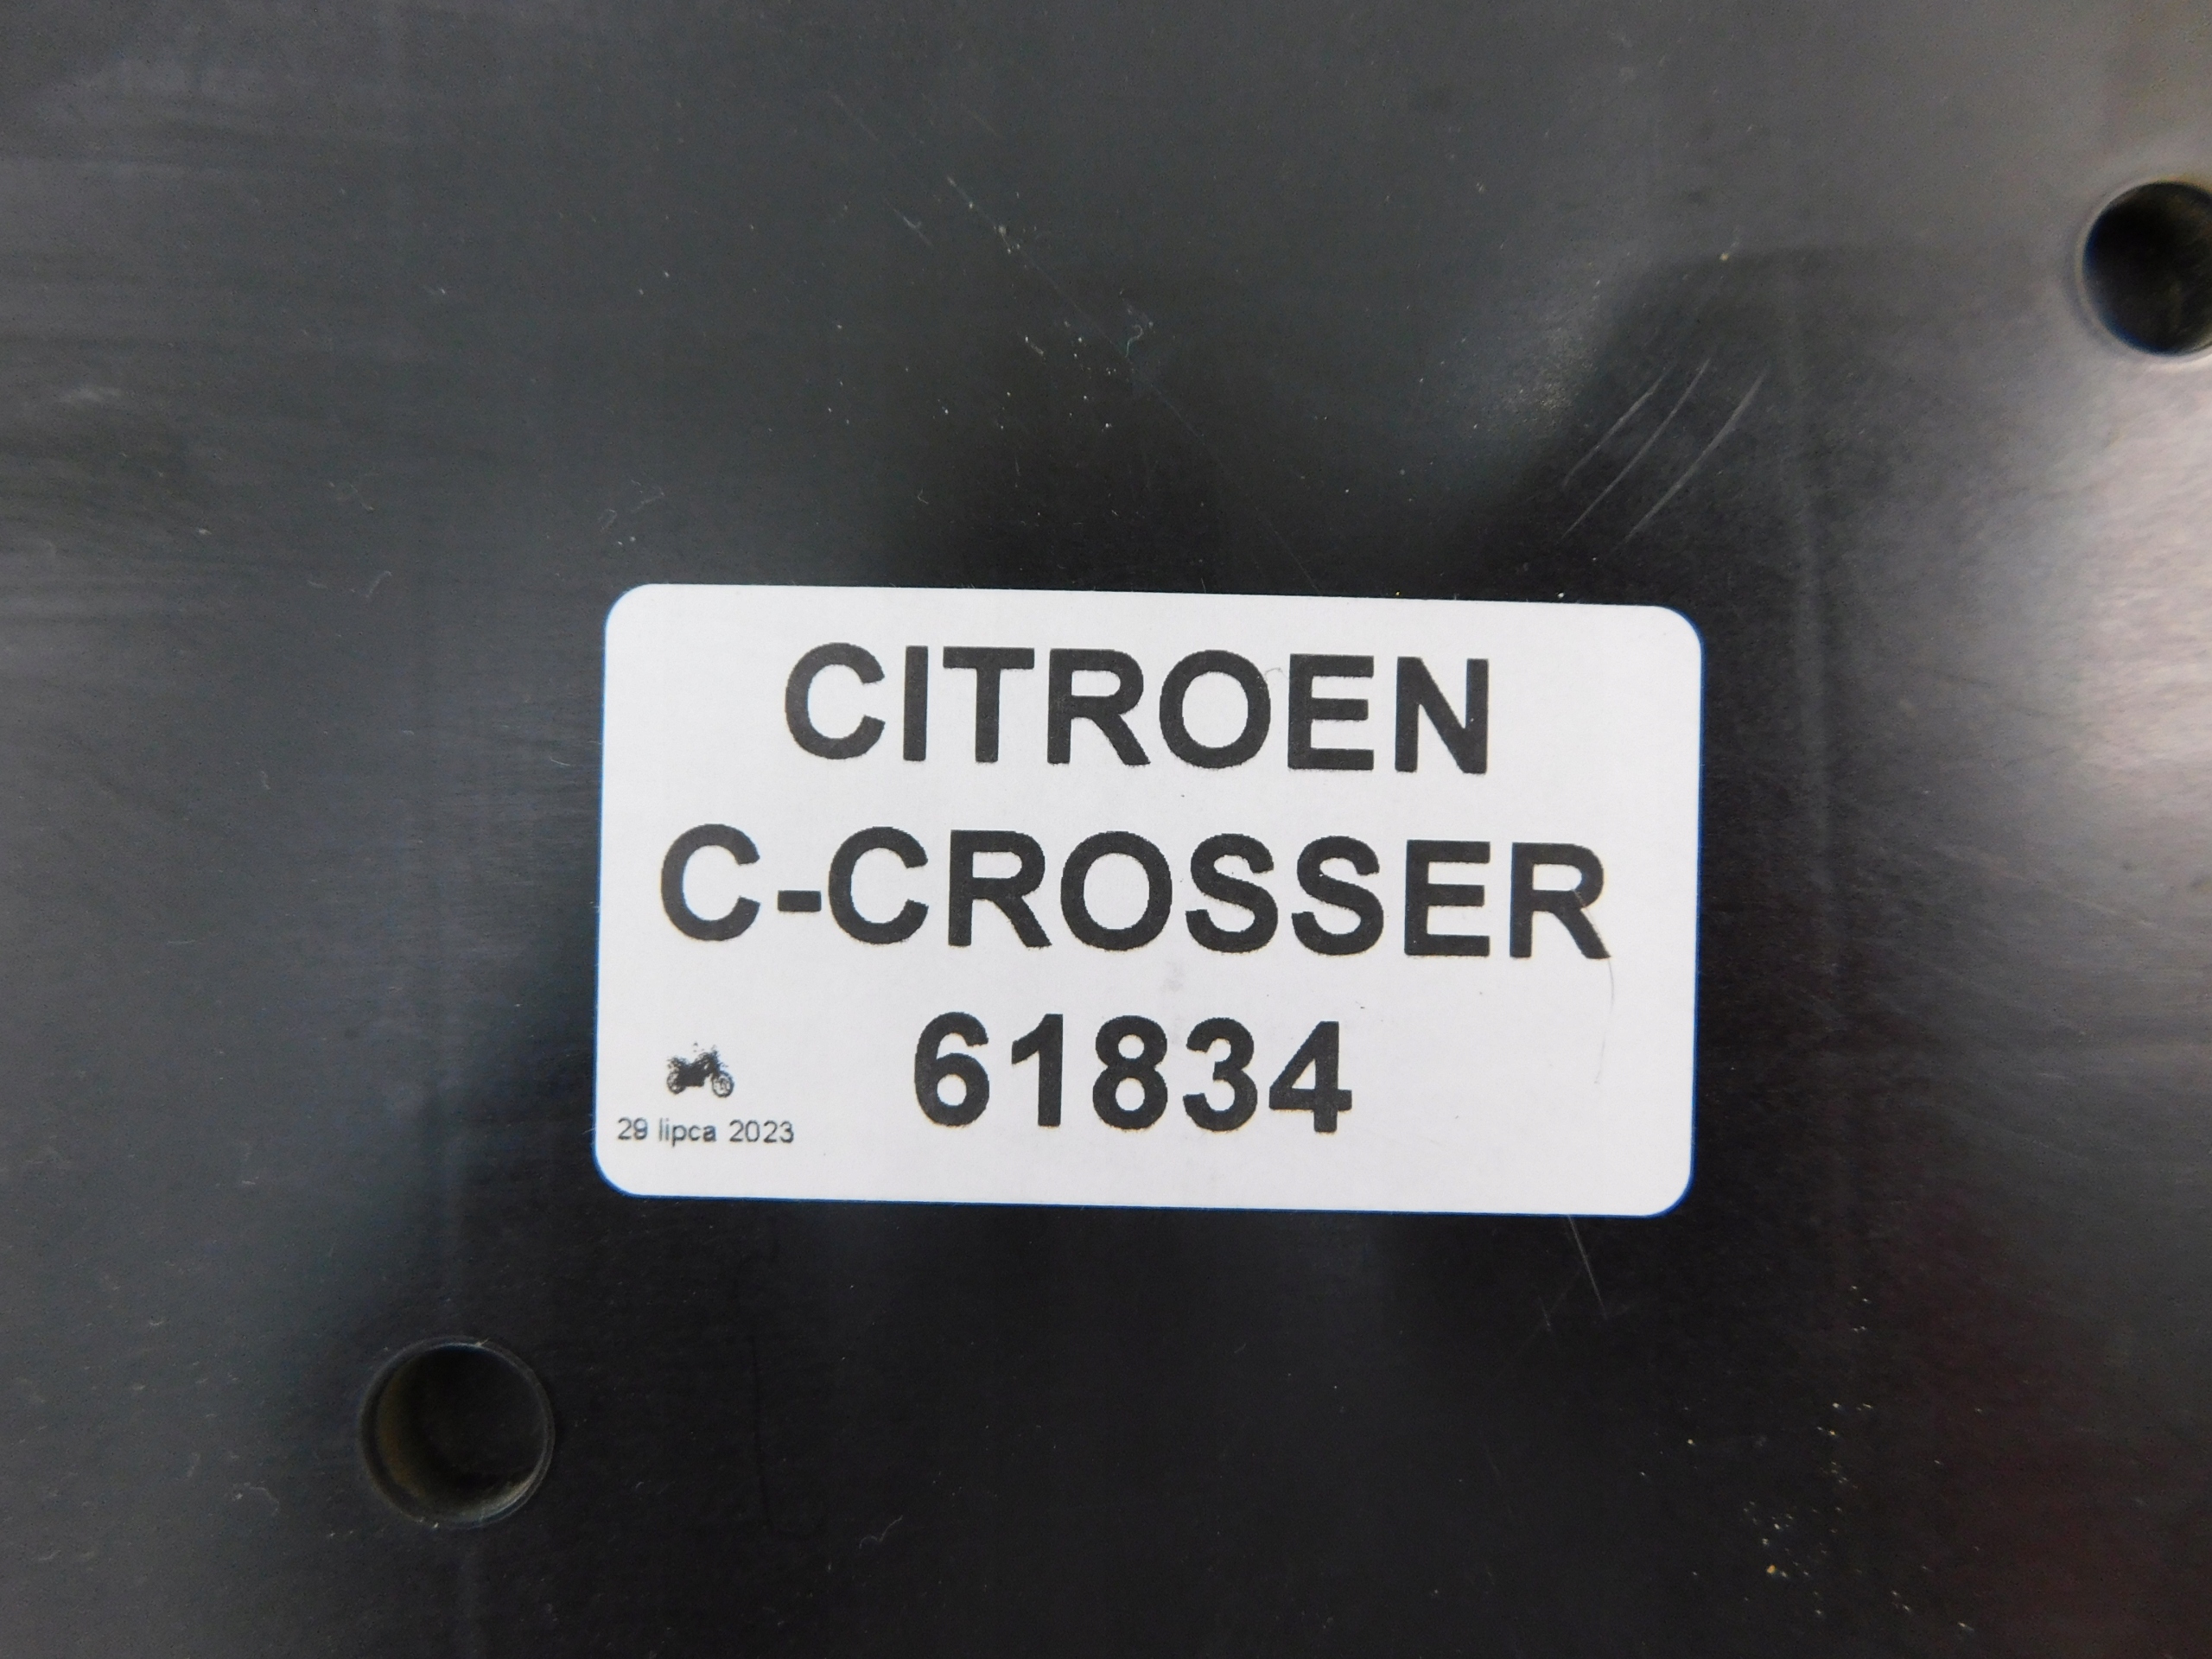 CITROEN
C-CROSSER
61834
29 lipca 2023